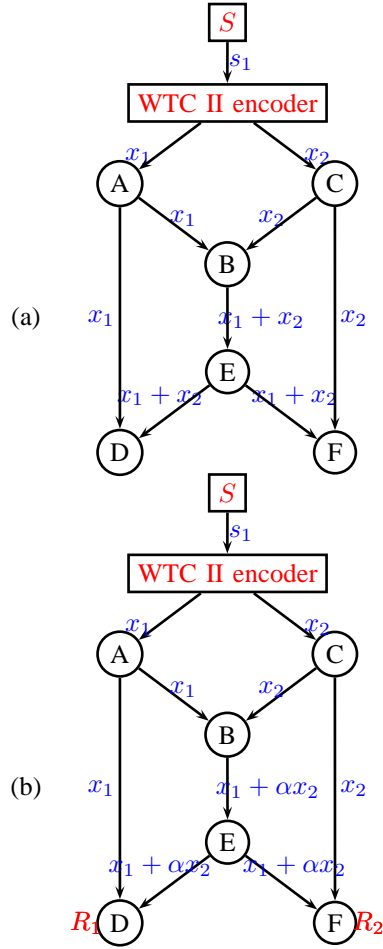 S
s₁
WTC II encoder
x₁ x₂
A C
x₁ x₂
B
(a) x₁ x₁ + x₂ x₂
E
x₁ + x₂ x₁ + x₂
D F
S
s₁
WTC II encoder
x₁ x₂
A C
x₁ x₂
B
(b) x₁ x₁ + αx₂ x₂
E
x₁ + αx₂ x₁ + αx₂
R₁ D F R₂